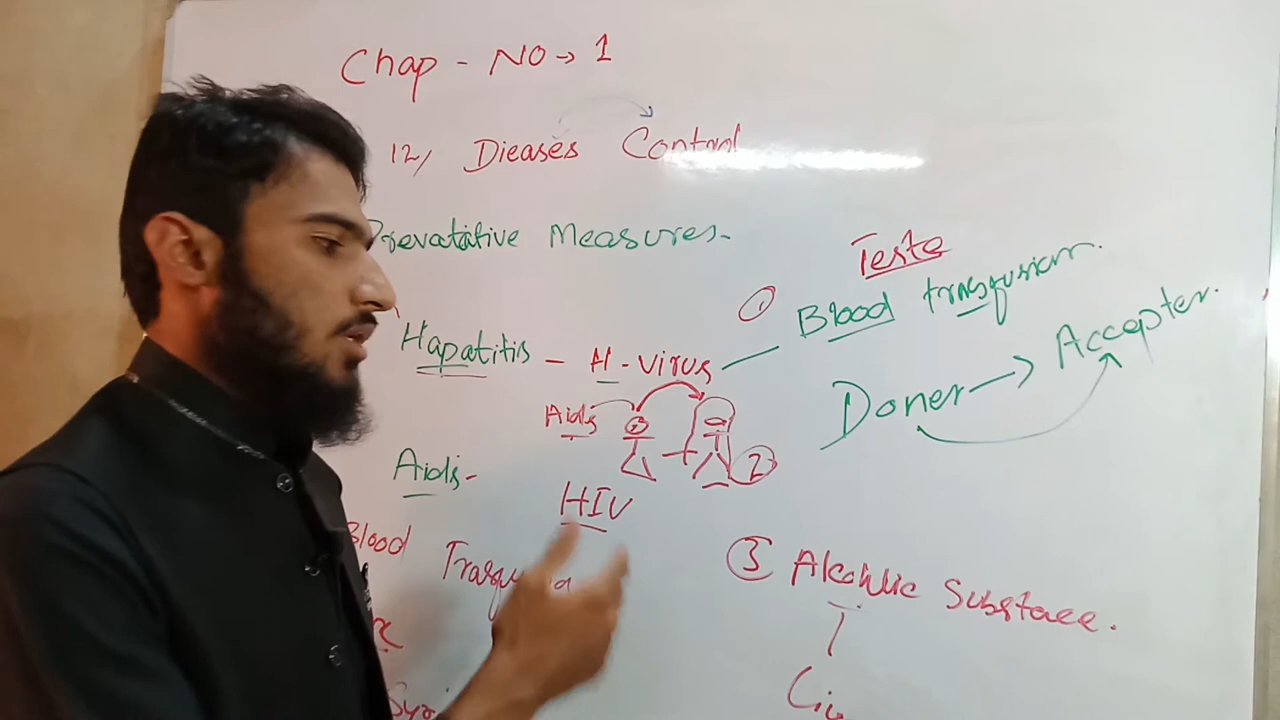 Chap - NO → 1
12, Dieases Control
Prevatative Measures-
Teste
① Blood transfusion.
Hapatitis - H-virus
Doner → Accepter.
Aids
2
Aids-
HIV
Blood
③ Alcohlic Substace.